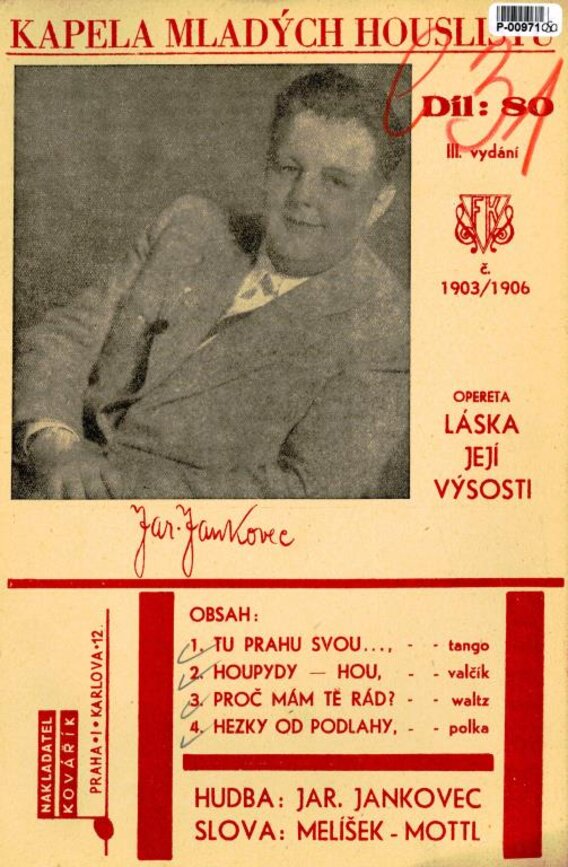 P-00971080
KAPELA MLADÝCH HOUSLISTŮ
Díl: 80
III. vydání
FKV
č.
1903/1906
OPERETA
LÁSKA
JEJÍ
VÝSOSTI
Jar. Jankovec
OBSAH:
1. TU PRAHU SVOU..., - - tango
2. HOUPYDY — HOU, - - valčík
3. PROČ MÁM TĚ RÁD? - - waltz
4. HEZKY OD PODLAHY, - - polka
HUDBA: JAR. JANKOVEC
SLOVA: MELÍŠEK - MOTTL
NAKLADATEL
KOVÁŘÍK
PRAHA • I • KARLOVA • 12